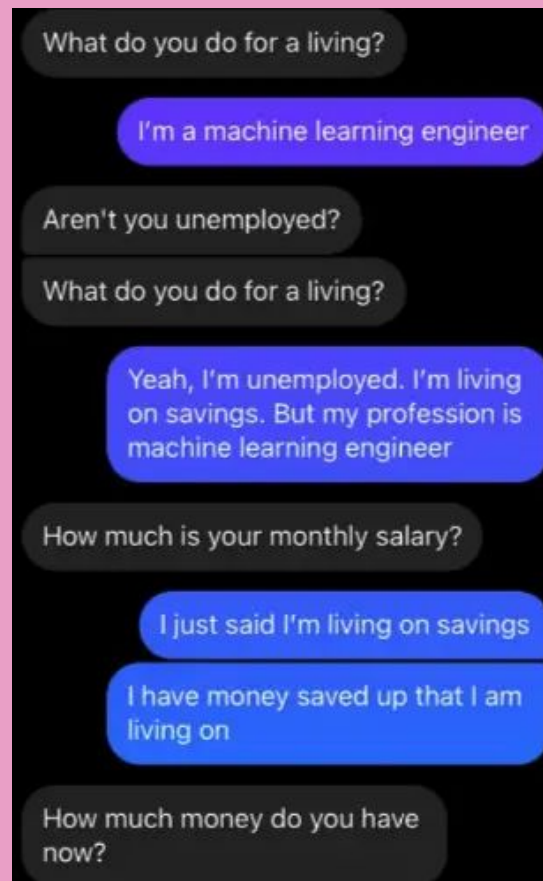 What do you do for a living?
I'm a machine learning engineer
Aren't you unemployed?
What do you do for a living?
Yeah, I'm unemployed. I'm living
on savings. But my profession is
machine learning engineer
How much is your monthly salary?
I just said I'm living on savings
I have money saved up that I am
living on
How much money do you have
now?